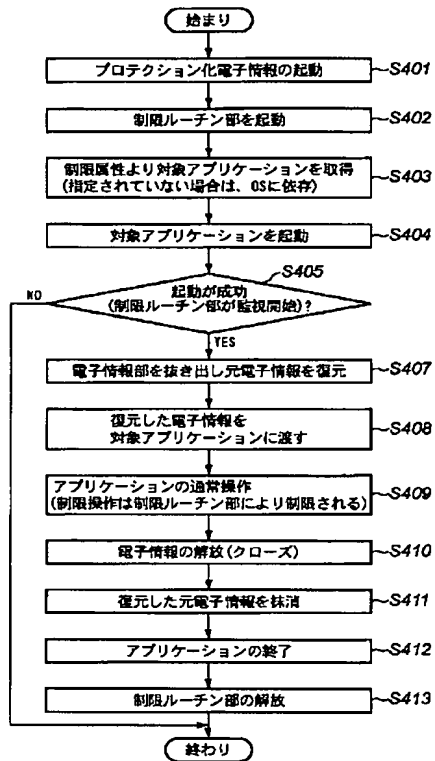 始まり
プロテクション化電子情報の起動
S401
制限ルーチン部を起動
S402
制限属性より対象アプリケーションを取得
(指定されていない場合は、OSに依存)
S403
対象アプリケーションを起動
S404
S405
NO
起動が成功
(制限ルーチン部が監視開始)?
YES
電子情報部を抜き出し元電子情報を復元
S407
復元した電子情報を
対象アプリケーションに渡す
S408
アプリケーションの通常操作
(制限操作は制限ルーチン部により制限される)
S409
電子情報の解放(クローズ)
S410
復元した元電子情報を抹消
S411
アプリケーションの終了
S412
制限ルーチン部の解放
S413
終わり